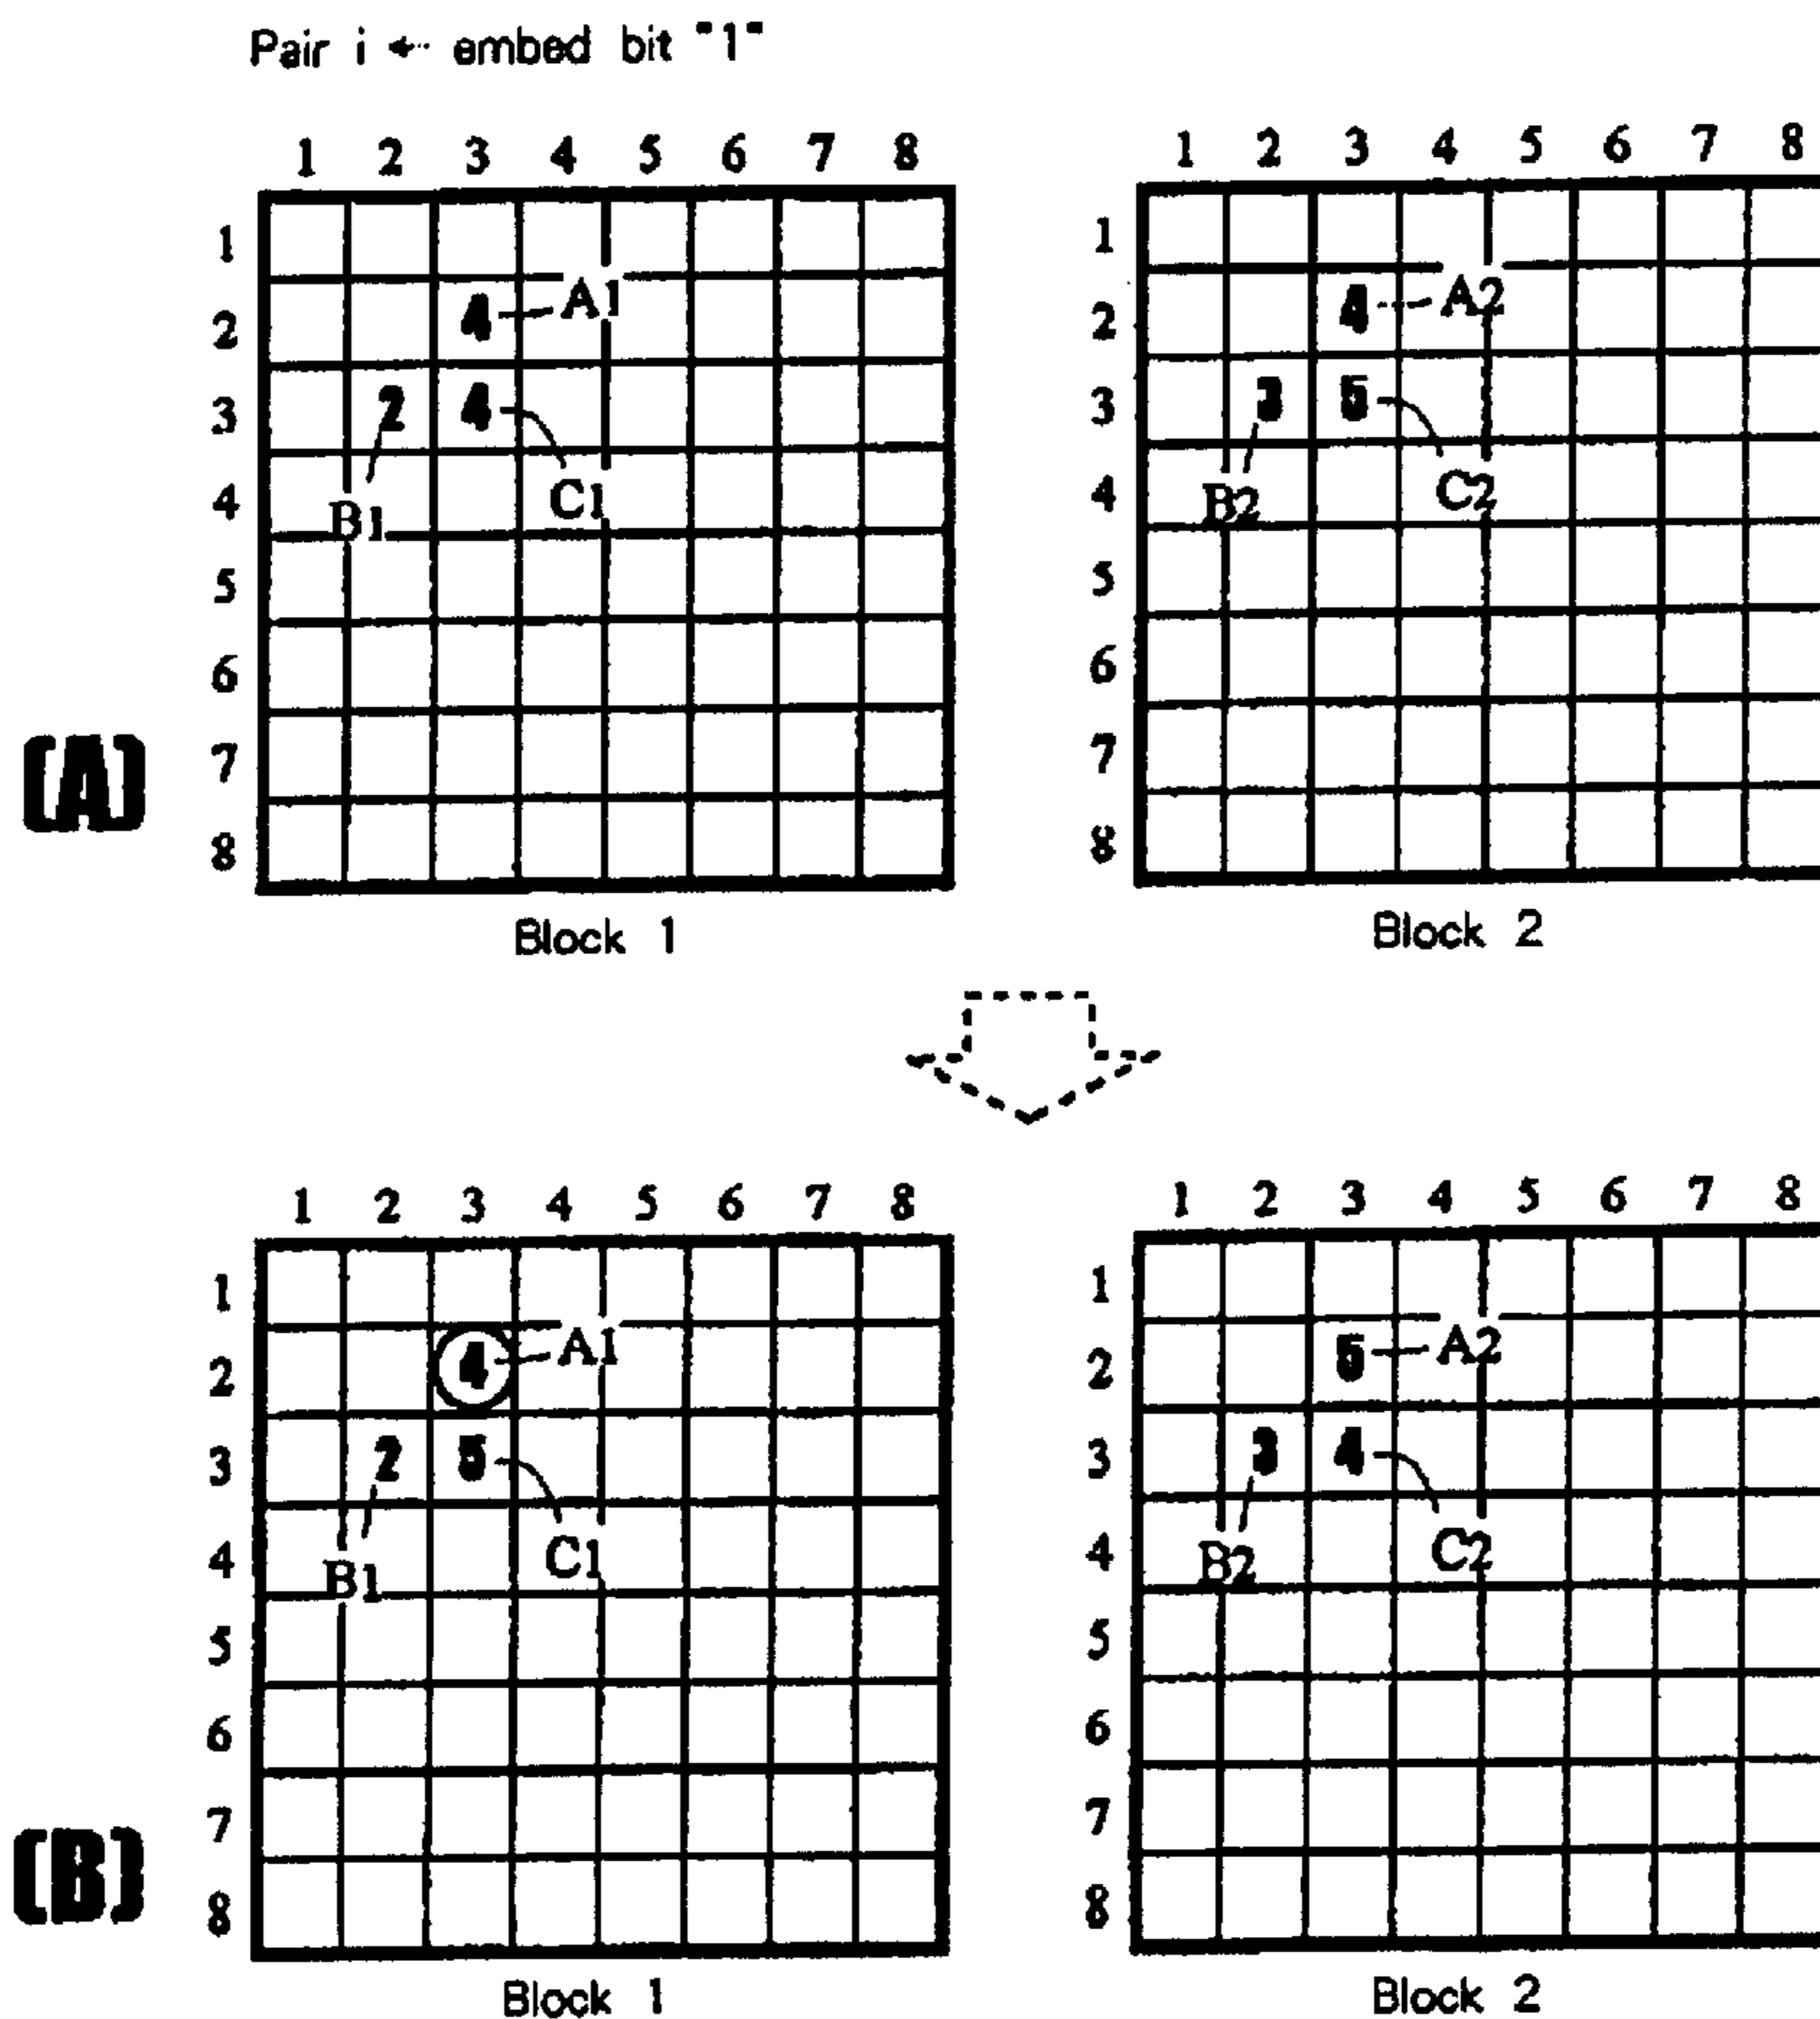 Pair i ← embed bit "1"
1 2 3 4 5 6 7 8 1 2 3 4 5 6 7 8
1 1
2 4 A1 2 4 A2
3 2 4 3 3 5
4 B1 C1 4 B2 C2
5 5
6 6
(A) 7 7
8 8
Block 1 Block 2
1 2 3 4 5 6 7 8 1 2 3 4 5 6 7 8
1 1
2 4 A1 2 5 A2
3 2 5 3 3 4
4 B1 C1 4 B2 C2
5 5
6 6
(B) 7 7
8 8
Block 1 Block 2